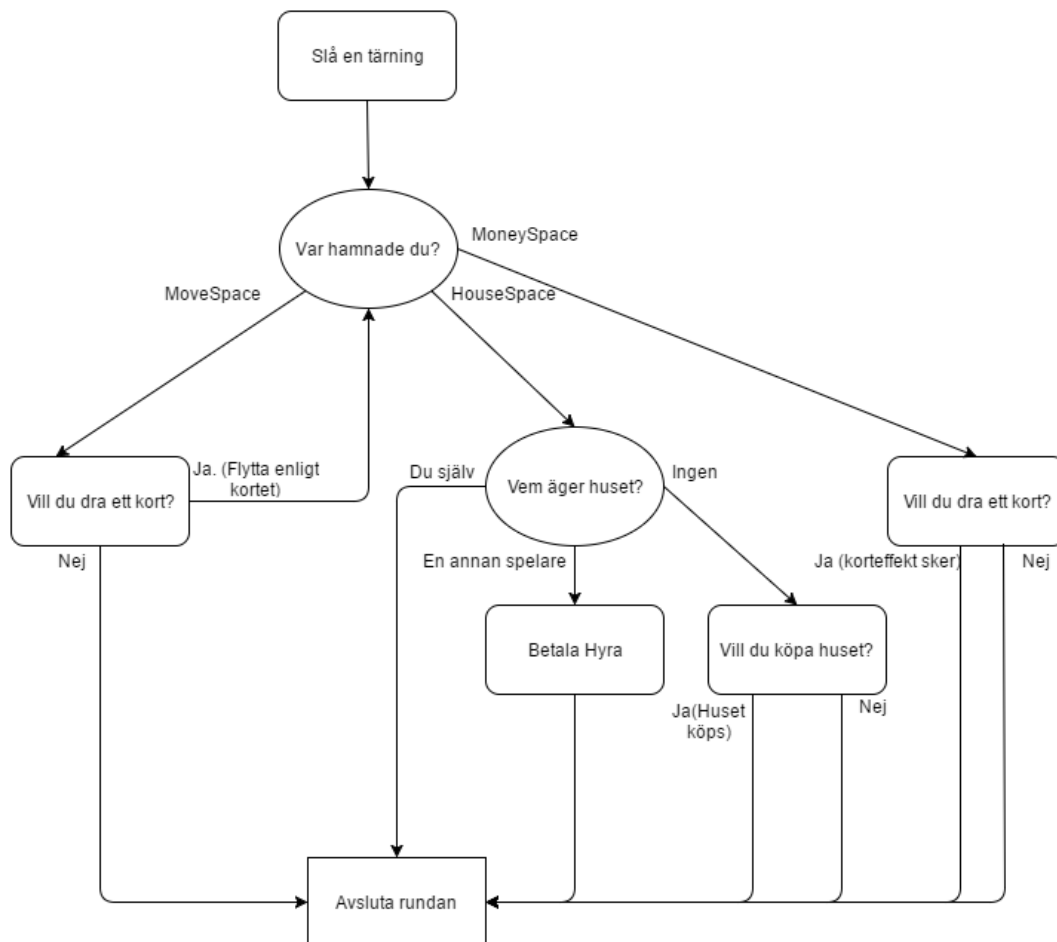 Slå en tärning
Var hamnade du?
MoneySpace
MoveSpace
HouseSpace
Vill du dra ett kort?
Ja. (Flytta enligt
kortet)
Nej
Du själv
Vem äger huset?
Ingen
En annan spelare
Betala Hyra
Vill du köpa huset?
Ja(Huset
köps)
Nej
Vill du dra ett kort?
Ja (korteffekt sker)
Nej
Avsluta rundan